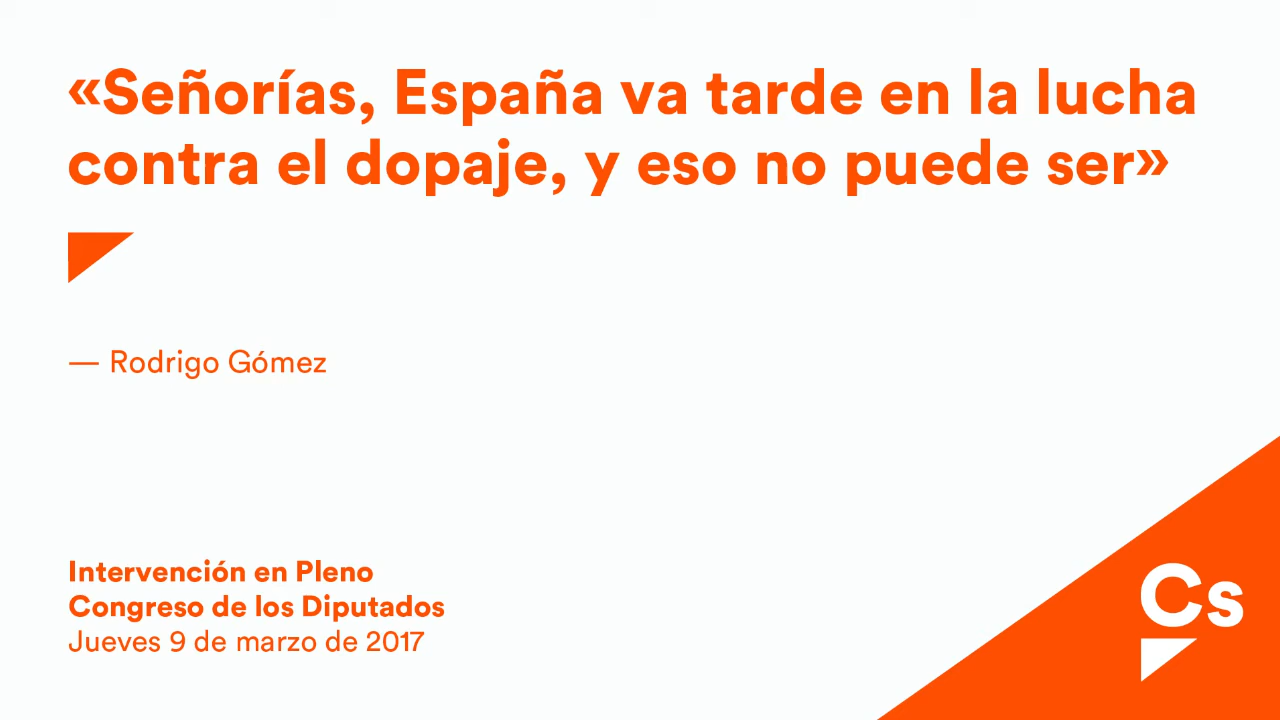 «Señorías, España va tarde en la lucha
contra el dopaje, y eso no puede ser»
— Rodrigo Gómez
Intervención en Pleno
Congreso de los Diputados
Jueves 9 de marzo de 2017
Cs